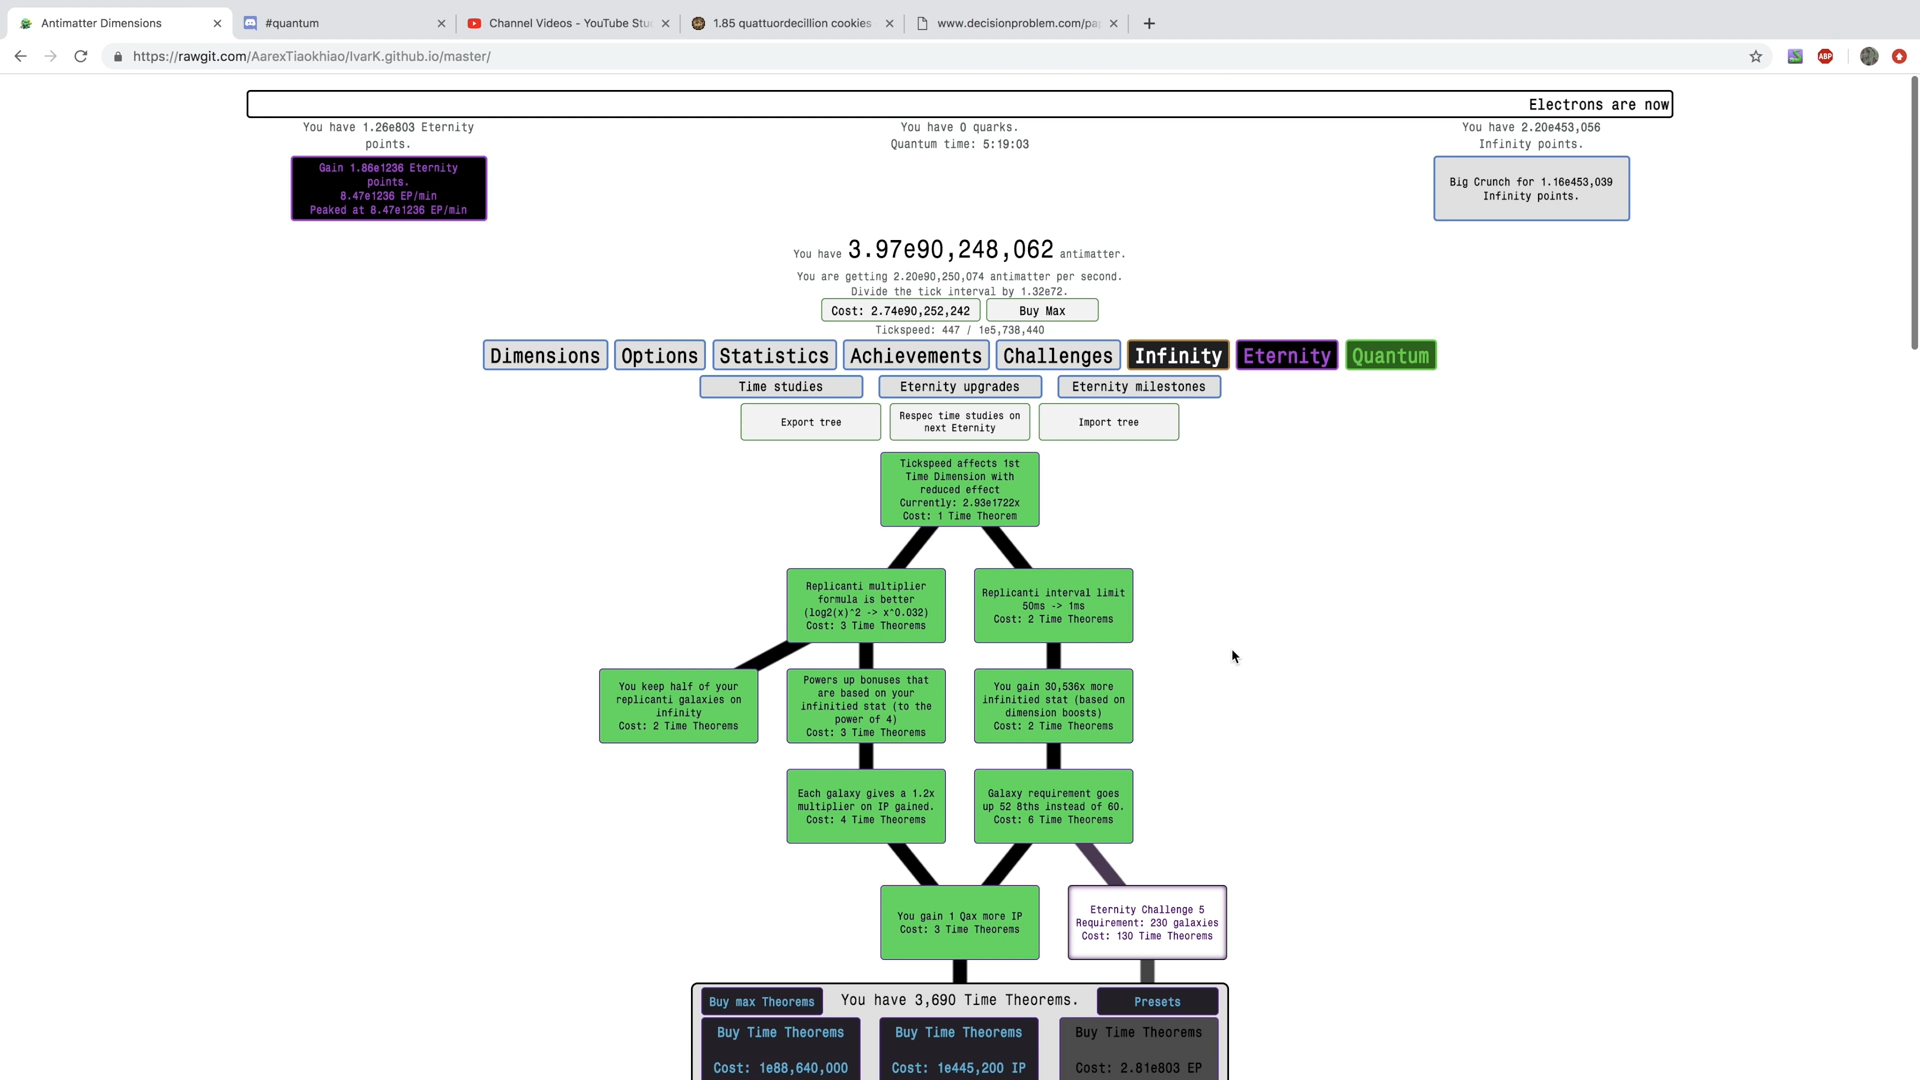 Antimatter Dimensions
#quantum
Channel Videos - YouTube Stu
1.85 quattuordecillion cookies
www.decisionproblem.com/pa
https://rawgit.com/AarexTiaokhiao/IvarK.github.io/master/
ABP
Electrons are now
You have 1.26e803 Eternity
points.
You have 0 quarks.
Quantum time: 5:19:03
You have 2.20e453,056
Infinity points.
Gain 1.86e1236 Eternity
points.
8.47e1236 EP/min
Peaked at 8.47e1236 EP/min
Big Crunch for 1.16e453,039
Infinity points.
You have 3.97e90,248,062 antimatter.
You are getting 2.20e90,250,074 antimatter per second.
Divide the tick interval by 1.32e72.
Cost: 2.74e90,252,242
Buy Max
Tickspeed: 447 / 1e5,738,440
Dimensions
Options
Statistics
Achievements
Challenges
Infinity
Eternity
Quantum
Time studies
Eternity upgrades
Eternity milestones
Export tree
Respec time studies on
next Eternity
Import tree
Tickspeed affects 1st
Time Dimension with
reduced effect
Currently: 2.93e1722x
Cost: 1 Time Theorem
Replicanti multiplier
formula is better
(log2(x)^2 -> x^0.032)
Cost: 3 Time Theorems
Replicanti interval limit
50ms -> 1ms
Cost: 2 Time Theorems
You keep half of your
replicanti galaxies on
infinity
Cost: 2 Time Theorems
Powers up bonuses that
are based on your
infinitied stat (to the
power of 4)
Cost: 3 Time Theorems
You gain 30,536x more
infinitied stat (based on
dimension boosts)
Cost: 2 Time Theorems
Each galaxy gives a 1.2x
multiplier on IP gained.
Cost: 4 Time Theorems
Galaxy requirement goes
up 52 8ths instead of 60.
Cost: 6 Time Theorems
You gain 1 Qax more IP
Cost: 3 Time Theorems
Eternity Challenge 5
Requirement: 230 galaxies
Cost: 130 Time Theorems
Buy max Theorems
You have 3,690 Time Theorems.
Presets
Buy Time Theorems
Cost: 1e88,640,000
Buy Time Theorems
Cost: 1e445,200 IP
Buy Time Theorems
Cost: 2.81e803 EP